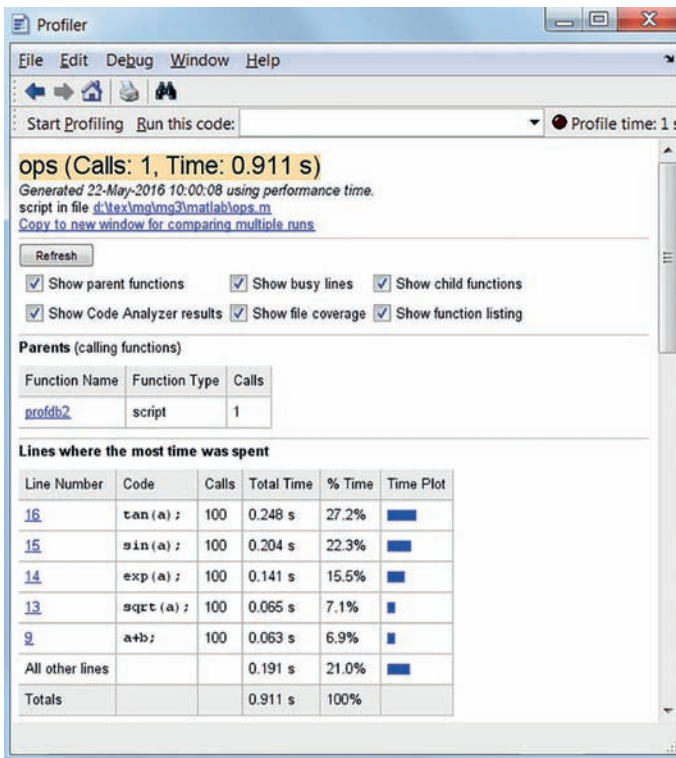 Profiler
File Edit Debug Window Help
Start Profiling Run this code: Profile time: 1 s
ops (Calls: 1, Time: 0.911 s)
Generated 22-May-2016 10:00:08 using performance time.
script in file d:\tex\mg\mg3\matlab\ops.m
Copy to new window for comparing multiple runs
Refresh
Show parent functions Show busy lines Show child functions
Show Code Analyzer results Show file coverage Show function listing
Parents (calling functions)
Function Name Function Type Calls
profdb2 script 1
Lines where the most time was spent
Line Number Code Calls Total Time % Time Time Plot
16 tan(a); 100 0.248 s 27.2%
15 sin(a); 100 0.204 s 22.3%
14 exp(a); 100 0.141 s 15.5%
13 sqrt(a); 100 0.065 s 7.1%
9 a+b; 100 0.063 s 6.9%
All other lines 0.191 s 21.0%
Totals 0.911 s 100%